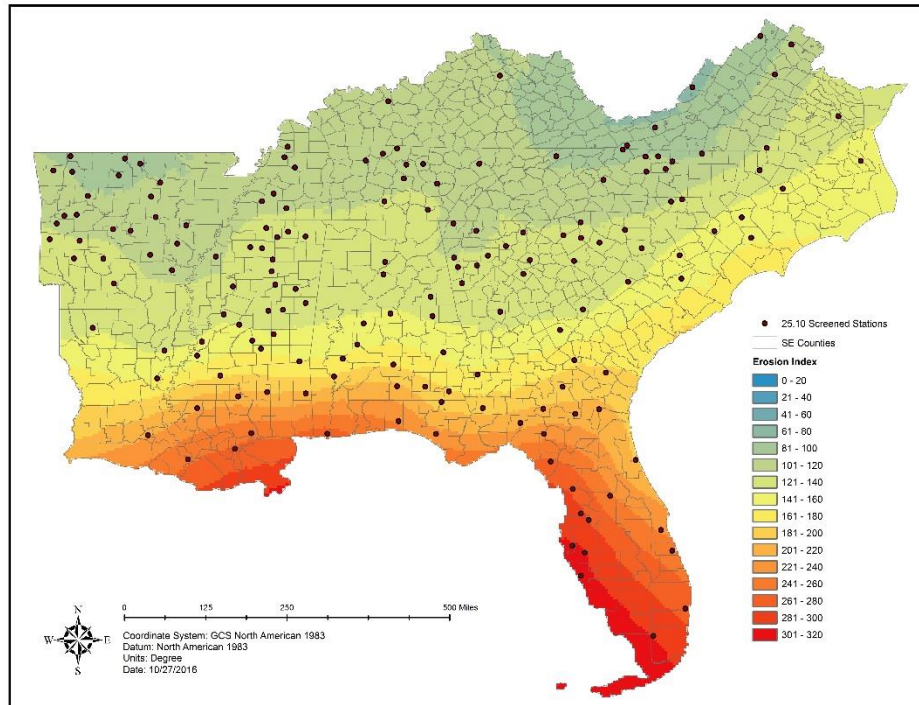 25.10 Screened Stations
SE Counties
Erosion Index
0 - 20
21 - 40
41 - 60
61 - 80
81 - 100
101 - 120
121 - 140
141 - 160
161 - 180
181 - 200
201 - 220
221 - 240
241 - 260
261 - 280
281 - 300
301 - 320
0 125 250 500 Miles
N
W E
S
Coordinate System: GCS North American 1983
Datum: North American 1983
Units: Degree
Date: 10/27/2016